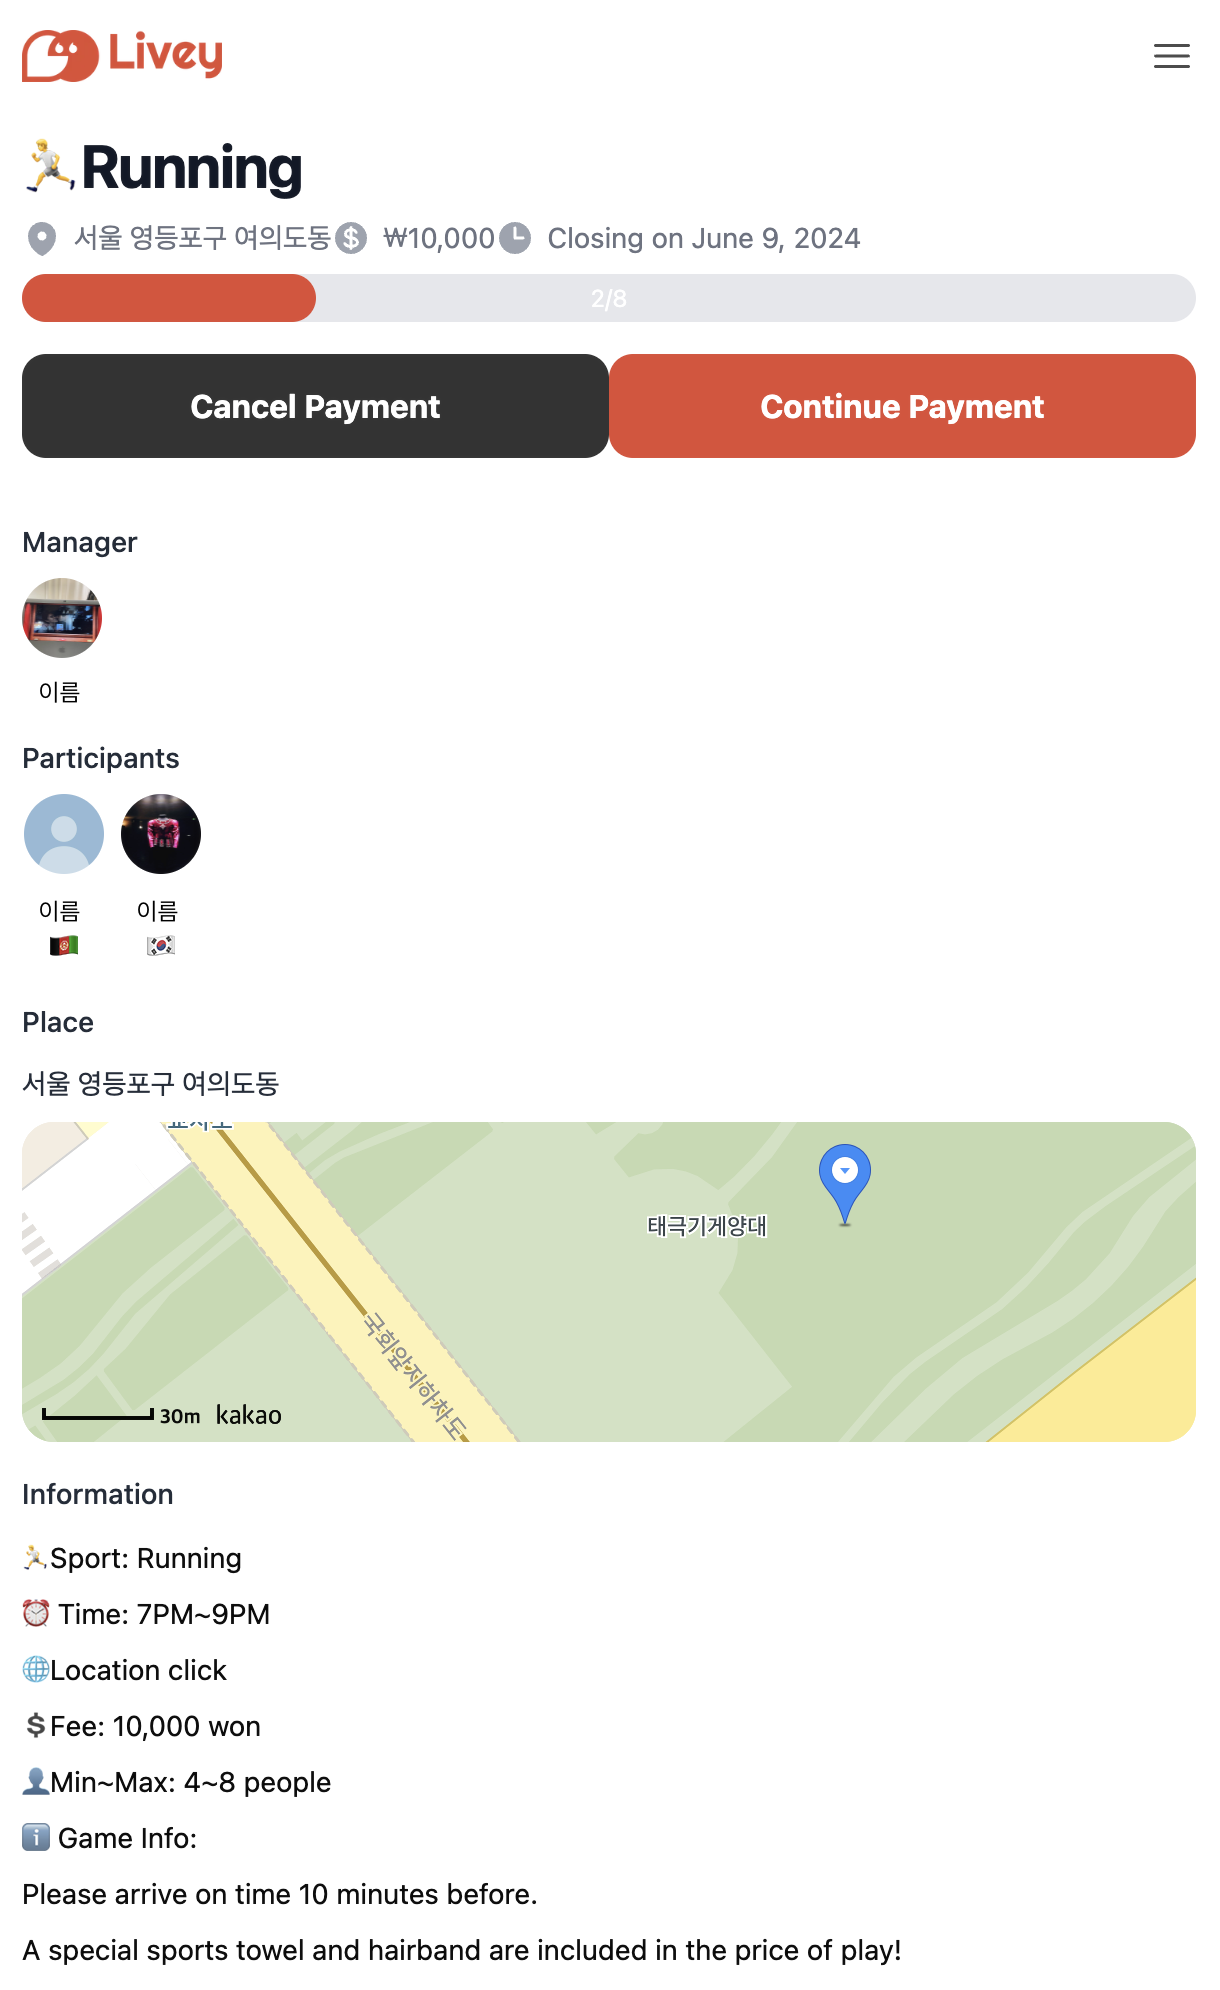 Livey
Running
서울 영등포구 여의도동 ₩10,000 Closing on June 9, 2024
2/8
Cancel Payment Continue Payment
Manager
이름
Participants
이름 이름
Place
서울 영등포구 여의도동
태극기게양대
국회앞지하차도
30m kakao
Information
Sport: Running
Time: 7PM~9PM
Location click
$Fee: 10,000 won
Min~Max: 4~8 people
i Game Info:
Please arrive on time 10 minutes before.
A special sports towel and hairband are included in the price of play!